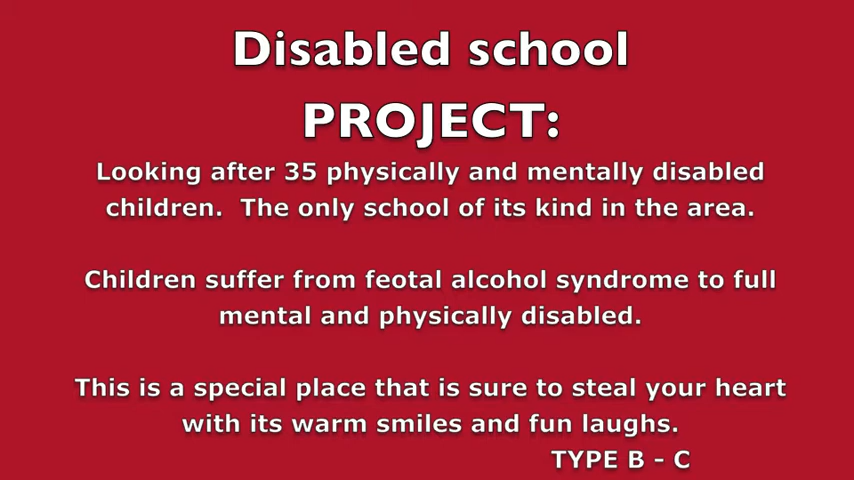 Disabled school
PROJECT:
Looking after 35 physically and mentally disabled
children. The only school of its kind in the area.
Children suffer from feotal alcohol syndrome to full
mental and physically disabled.
This is a special place that is sure to steal your heart
with its warm smiles and fun laughs.
TYPE B - C